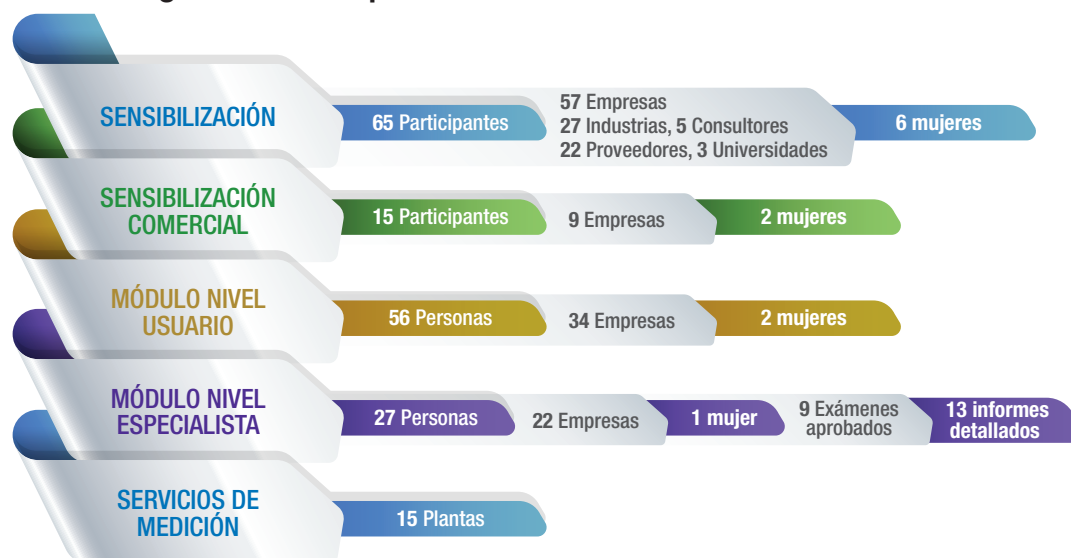 SENSIBILIZACIÓN
65 Participantes
57 Empresas
27 Industrias, 5 Consultores
22 Proveedores, 3 Universidades
6 mujeres
SENSIBILIZACIÓN
COMERCIAL
15 Participantes
9 Empresas
2 mujeres
MÓDULO NIVEL
USUARIO
56 Personas
34 Empresas
2 mujeres
MÓDULO NIVEL
ESPECIALISTA
27 Personas
22 Empresas
1 mujer
9 Exámenes
aprobados
13 informes
detallados
SERVICIOS DE
MEDICIÓN
15 Plantas